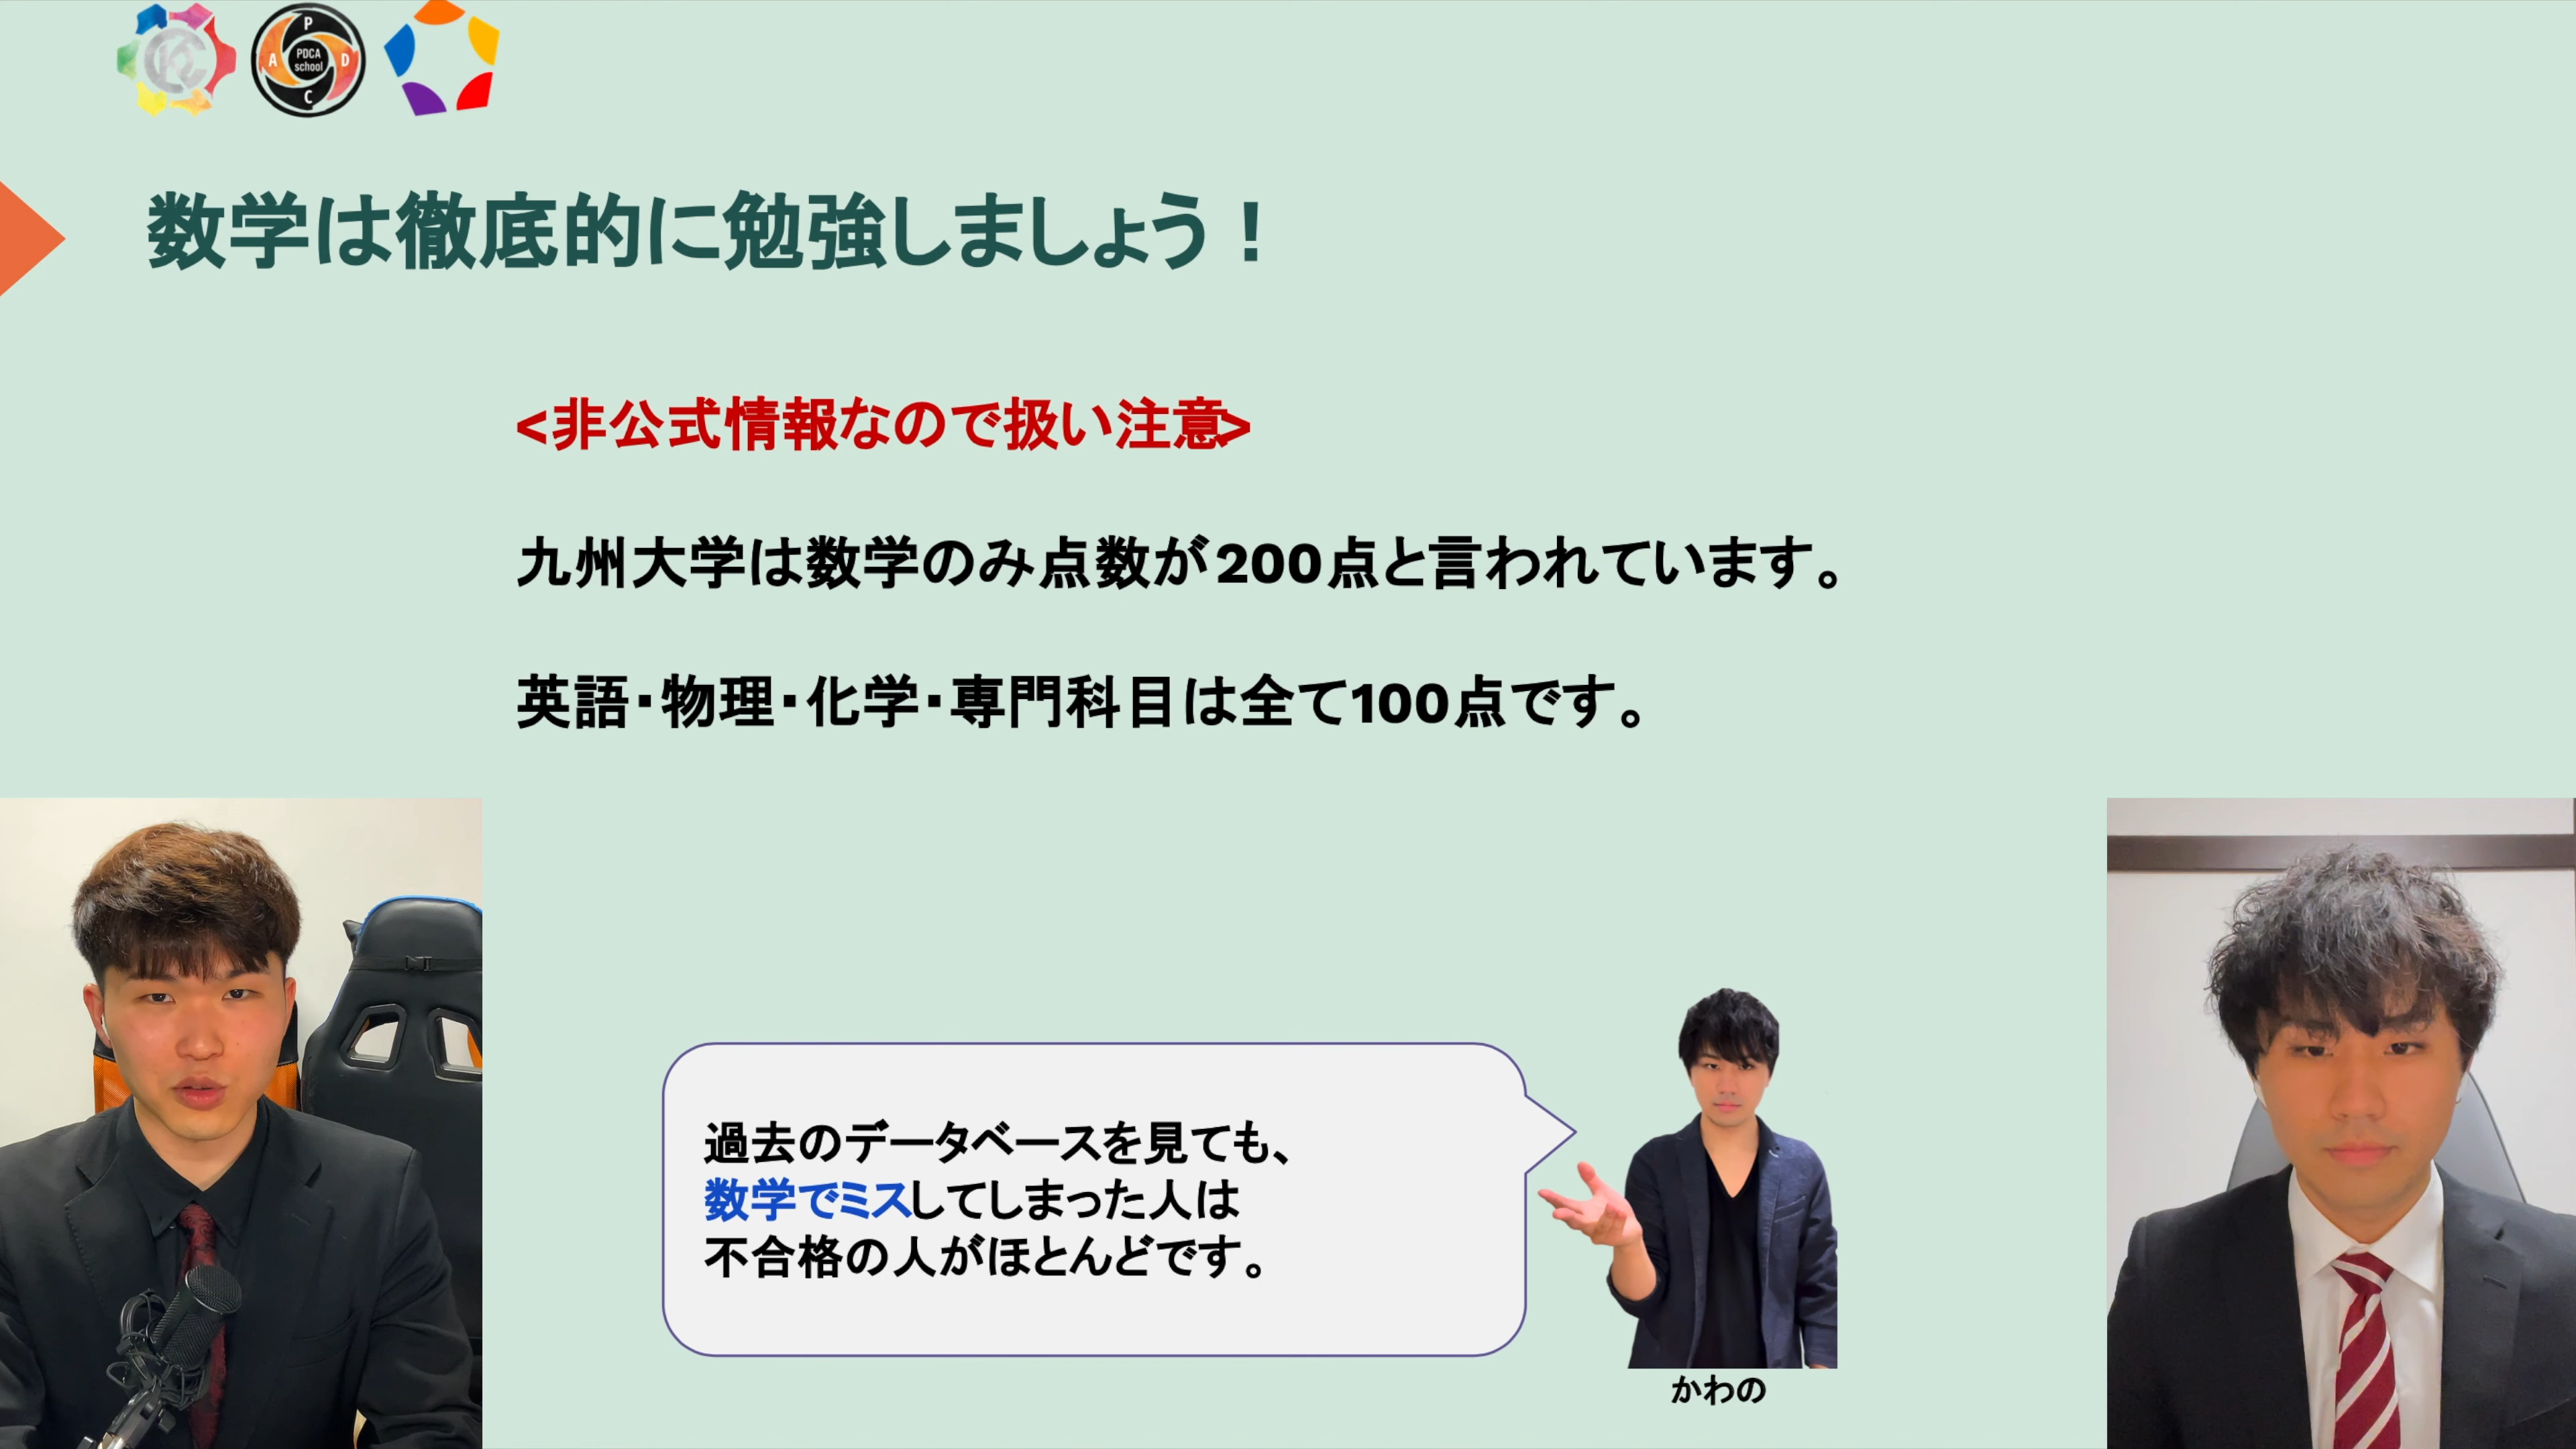 P
A
PDCA
school
D
C
数学は徹底的に勉強しましょう！
<非公式情報なので扱い注意>
九州大学は数学のみ点数が200点と言われています。
英語・物理・化学・専門科目は全て100点です。
過去のデータベースを見ても、
数学でミスしてしまった人は
不合格の人がほとんどです。
かわの